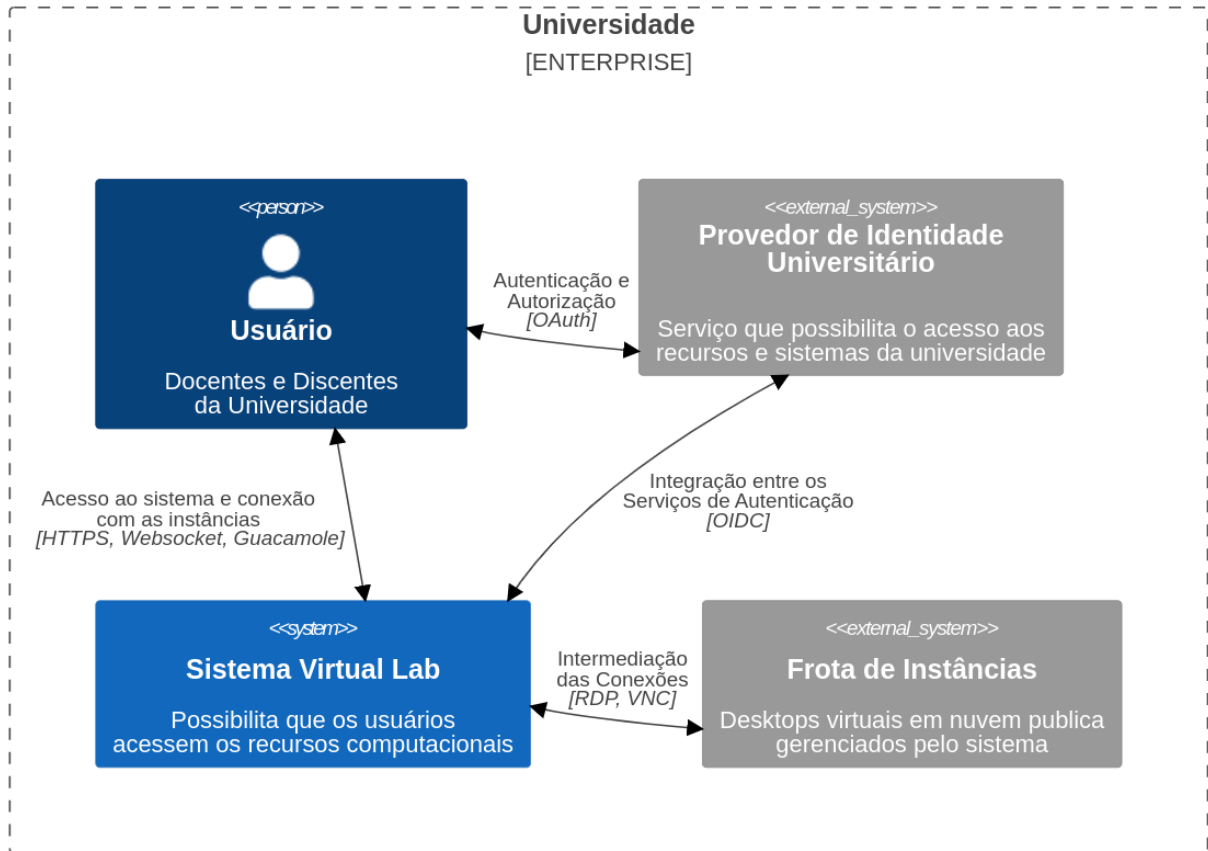 Universidade
[ENTERPRISE]
<<person>>
Usuário
Docentes e Discentes
da Universidade
Autenticação e
Autorização
[OAuth]
<<external_system>>
Provedor de Identidade
Universitário
Serviço que possibilita o acesso aos
recursos e sistemas da universidade
Acesso ao sistema e conexão
com as instâncias
[HTTPS, Websocket, Guacamole]
Integração entre os
Serviços de Autenticação
[OIDC]
<<system>>
Sistema Virtual Lab
Possibilita que os usuários
acessem os recursos computacionais
Intermediação
das Conexões
[RDP, VNC]
<<external_system>>
Frota de Instâncias
Desktops virtuais em nuvem publica
gerenciados pelo sistema